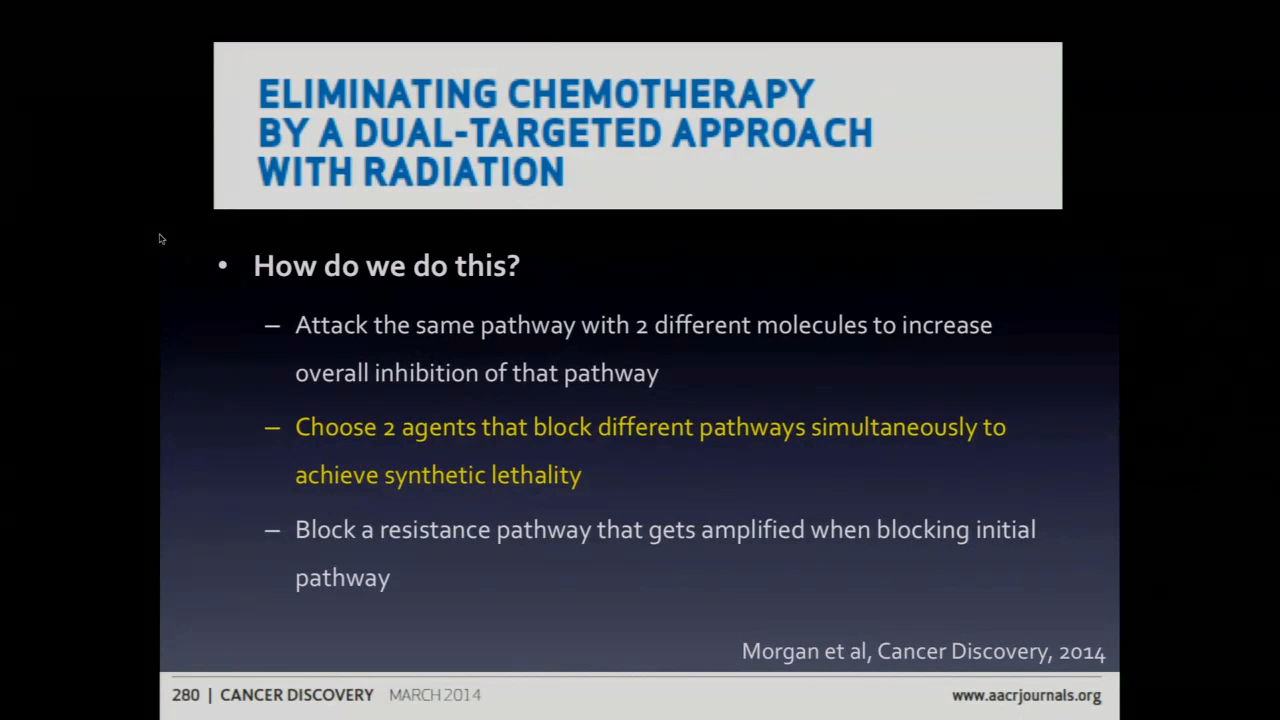 ELIMINATING CHEMOTHERAPY
BY A DUAL-TARGETED APPROACH
WITH RADIATION
• How do we do this?
– Attack the same pathway with 2 different molecules to increase
overall inhibition of that pathway
– Choose 2 agents that block different pathways simultaneously to
achieve synthetic lethality
– Block a resistance pathway that gets amplified when blocking initial
pathway
Morgan et al, Cancer Discovery, 2014
280 | CANCER DISCOVERY MARCH 2014 www.aacrjournals.org